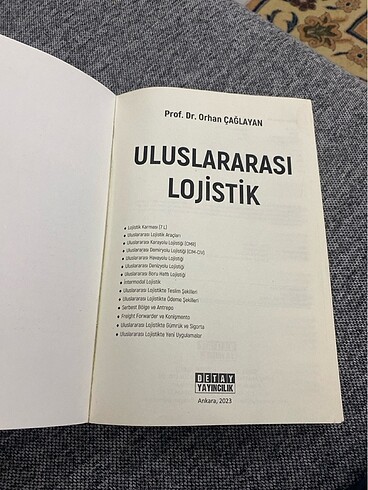 Prof. Dr. Orhan ÇAĞLAYAN
ULUSLARARASI
LOJİSTİK
● Lojistik Karması (7 L)
● Uluslararası Lojistik Araçları
● Uluslararası Karayolu Lojistiği (CMR)
● Uluslararası Demiryolu Lojistiği (CIM-CIV)
● Uluslararası Havayolu Lojistiği
● Uluslararası Denizyolu Lojistiği
● Uluslararası Boru Hattı Lojistiği
● İntermodal Lojistik
● Uluslararası Lojistikte Teslim Şekilleri
● Uluslararası Lojistikte Ödeme Şekilleri
● Serbest Bölge ve Antrepo
● Freight Forwarder ve Konişmento
● Uluslararası Lojistikte Gümrük ve Sigorta
● Uluslararası Lojistikte Yeni Uygulamalar
DETAY
YAYINCILIK
Ankara, 2023